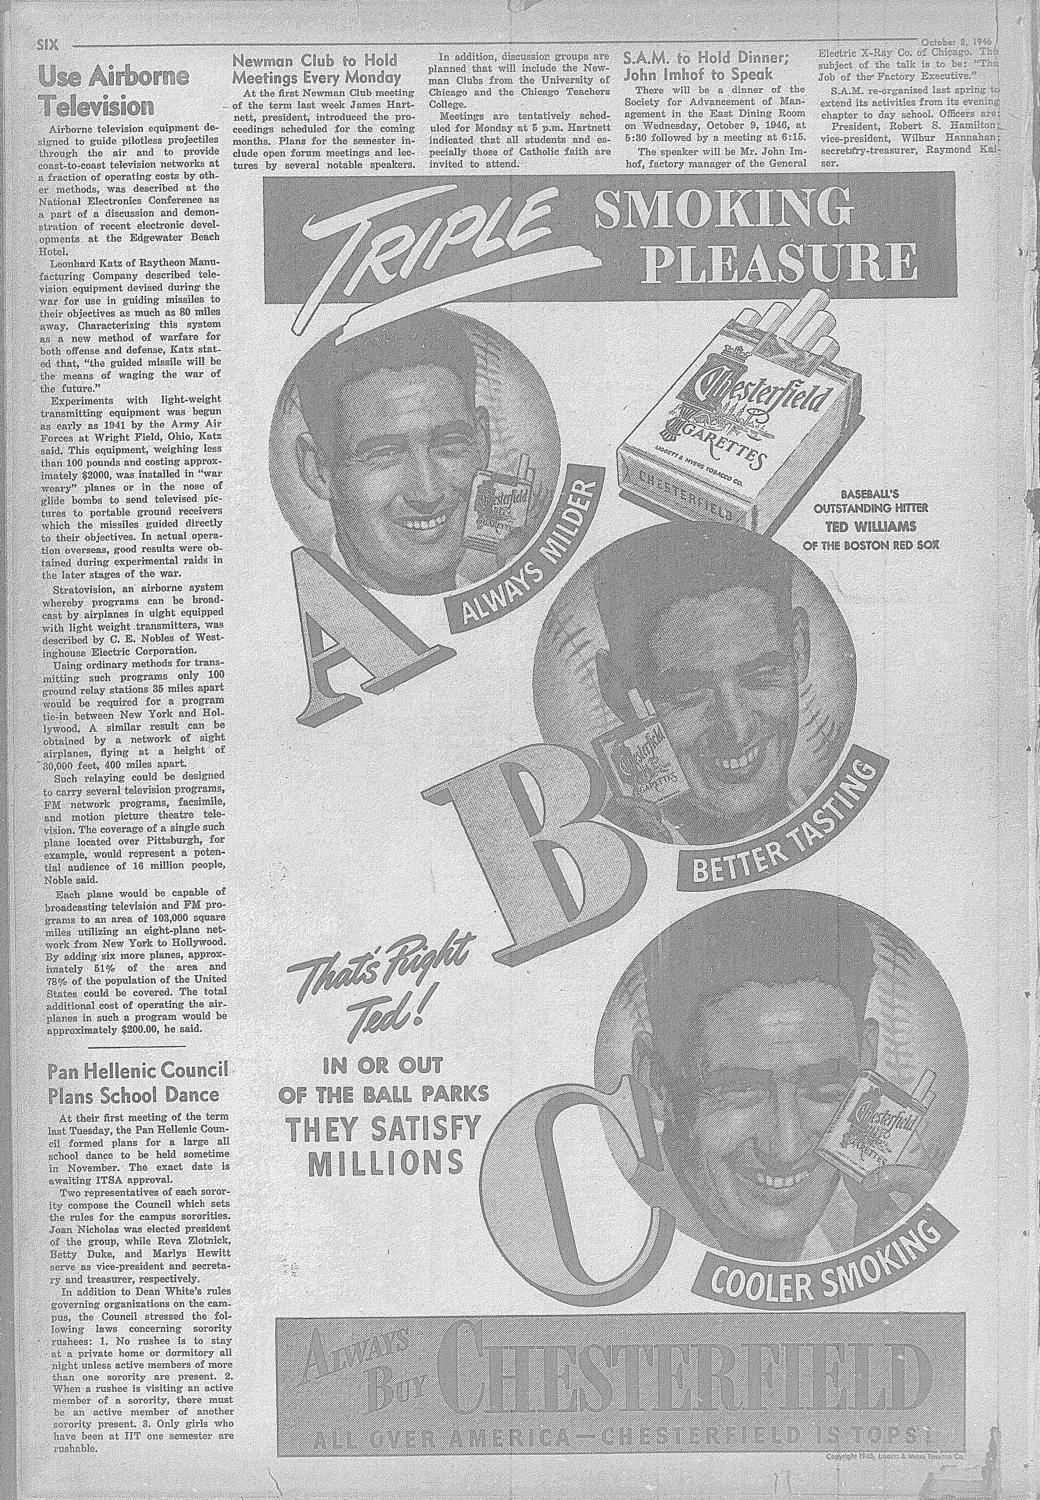 SIX
October 8, 1946
Use Airborne
Television
Airborne television equipment de-
signed to guide pilotless projectiles
through the air and to provide
coast-to-coast television networks at
a fraction of operating costs by oth-
er methods, was described at the
National Electronics Conference as
a part of a discussion and demon-
stration of recent electronic devel-
opments at the Edgewater Beach
Hotel.
Leonhard Katz of Raytheon Manu-
facturing Company described tele-
vision equipment devised during the
war for use in guiding missiles to
their objectives as much as 80 miles
away. Characterizing this system
as a new method of warfare for
both offense and defense, Katz stat-
ed that, "the guided missile will be
the means of waging the war of
the future."
Experiments with light-weight
transmitting equipment was begun
as early as 1941 by the Army Air
Forces at Wright Field, Ohio, Katz
said. This equipment, weighing less
than 100 pounds and costing approx-
imately $2000, was installed in "war
weary" planes or in the nose of
glide bombs to send televised pic-
tures to portable ground receivers
which the missiles guided directly
to their objectives. In actual opera-
tion overseas, good results were ob-
tained during experimental raids in
the later stages of the war.
Stratovision, an airborne system
whereby programs can be broad-
cast by airplanes in uight equipped
with light weight transmitters, was
described by C. E. Nobles of West-
inghouse Electric Corporation.
Using ordinary methods for trans-
mitting such programs only 100
ground relay stations 35 miles apart
would be required for a program
tie-in between New York and Hol-
lywood. A similar result can be
obtained by a network of sight
airplanes, flying at a height of
30,000 feet, 400 miles apart.
Such relaying could be designed
to carry several television programs,
FM network programs, facsimile,
and motion picture theatre tele-
vision. The coverage of a single such
plane located over Pittsburgh, for
example, would represent a poten-
tial audience of 16 million people,
Noble said.
Each plane would be capable of
broadcasting television and FM pro-
grams to an area of 103,000 square
miles utilizing an eight-plane net-
work from New York to Hollywood.
By adding six more planes, approx-
imately 51% of the area and
78% of the population of the United
States could be covered. The total
additional cost of operating the air-
planes in such a program would be
approximately $200.00, he said.
Pan Hellenic Council
Plans School Dance
At their first meeting of the term
last Tuesday, the Pan Hellenic Coun-
cil formed plans for a large all
school dance to be held sometime
in November. The exact date is
awaiting ITSA approval.
Two representatives of each soror-
ity compose the Council which sets
the rules for the campus sororities.
Joan Nicholas was elected president
of the group, while Reva Zlotnick,
Betty Duke, and Marlys Hewitt
serve as vice-president and secreta-
ry and treasurer, respectively.
In addition to Dean White's rules
governing organizations on the cam-
pus, the Council stressed the fol-
lowing laws concerning sorority
rushees: 1. No rushee is to stay
at a private home or dormitory all
night unless active members of more
than one sorority are present. 2.
When a rushee is visiting an active
member of a sorority, there must
be an active member of another
sorority present. 3. Only girls who
have been at IIT one semester are
rushable.
Newman Club to Hold
Meetings Every Monday
At the first Newman Club meeting
of the term last week James Hart-
nett, president, introduced the pro-
ceedings scheduled for the coming
months. Plans for the semester in-
clude open forum meetings and lec-
tures by several notable speakers.
In addition, discussion groups are
planned that will include the New-
man Clubs from the University of
Chicago and the Chicago Teachers
College.
Meetings are tentatively sched-
uled for Monday at 5 p.m. Hartnett
indicated that all students and es-
pecially those of Catholic faith are
invited to attend.
S.A.M. to Hold Dinner;
John Imhof to Speak
There will be a dinner of the
Society for Advancement of Man-
agement in the East Dining Room
on Wednesday, October 9, 1946, at
5:30 followed by a meeting at 6:15.
The speaker will be Mr. John Im-
hof, factory manager of the General
Electric X-Ray Co. of Chicago. The
subject of the talk is to be: "The
Job of the Factory Executive."
S.A.M. re-organized last spring to
extend its activities from its evening
chapter to day school. Officers are:
President, Robert S. Hamilton;
vice-president, Wilbur Hannahan;
secretary-treasurer, Raymond Kai-
ser.
TRIPLE SMOKING
PLEASURE
Chesterfield
CIGARETTES
LIGGETT & MYERS TOBACCO CO.
CHESTERFIELD
BASEBALL'S
OUTSTANDING HITTER
TED WILLIAMS
OF THE BOSTON RED SOX
Chesterfield
CIGARETTES
A
ALWAYS MILDER
Chesterfield
CIGARETTES
B
BETTER TASTING
That's Right
Ted!
IN OR OUT
OF THE BALL PARKS
THEY SATISFY
MILLIONS
Chesterfield
CIGARETTES
C
COOLER SMOKING
ALWAYS
BUY CHESTERFIELD
ALL OVER AMERICA—CHESTERFIELD IS TOPS!
Copyright 1946, Liggett & Myers Tobacco Co.